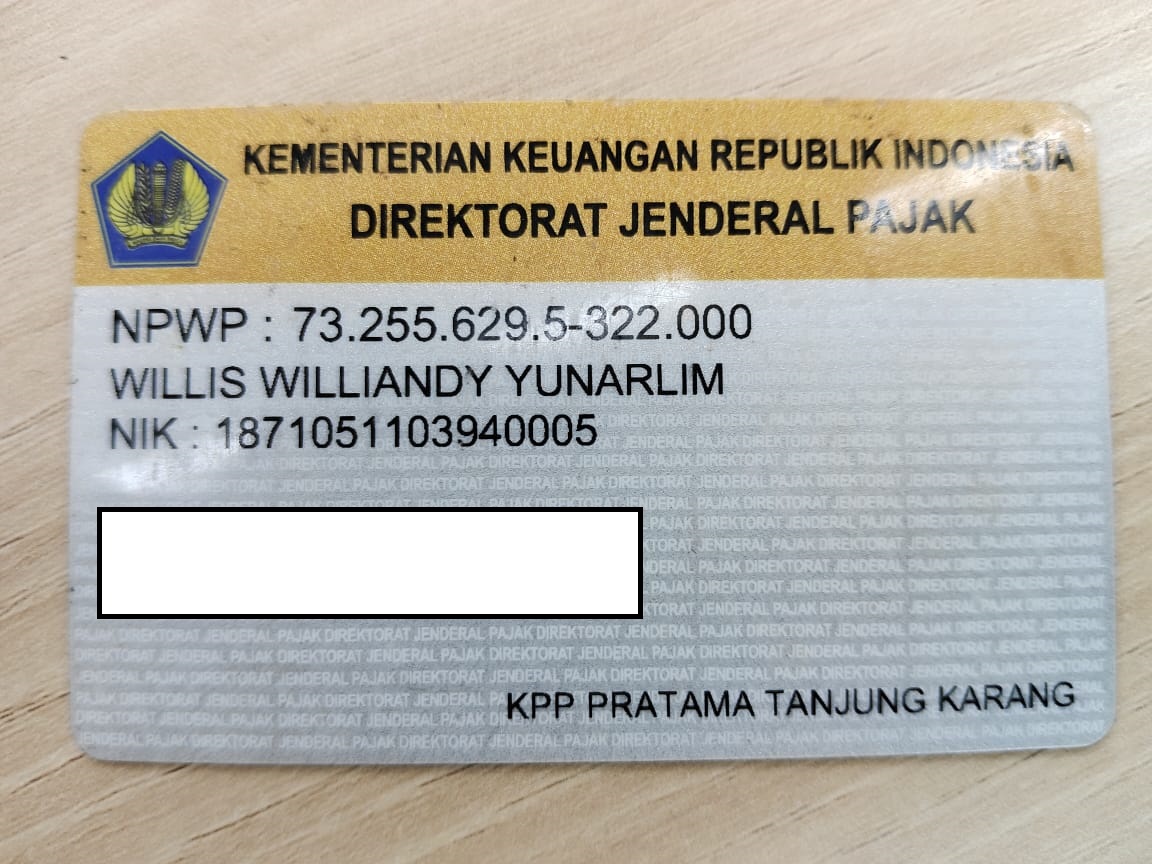 KEMENTERIAN KEUANGAN REPUBLIK INDONESIA
DIREKTORAT JENDERAL PAJAK
NPWP : 73.255.629.5-322.000
WILLIS WILLIANDY YUNARLIM
NIK : 1871051103940005
KPP PRATAMA TANJUNG KARANG